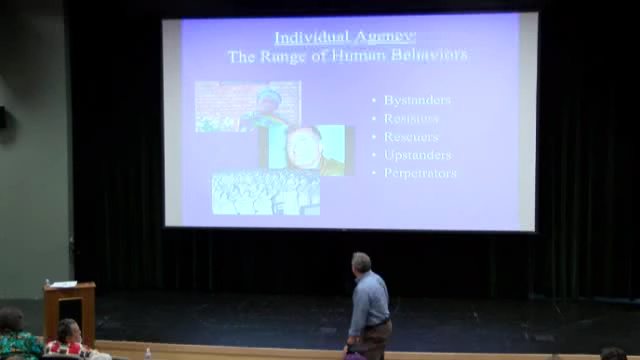 Individual Agency:
The Range of Human Behaviors
• Bystanders
• Resisters
• Rescuers
• Upstanders
• Perpetrators